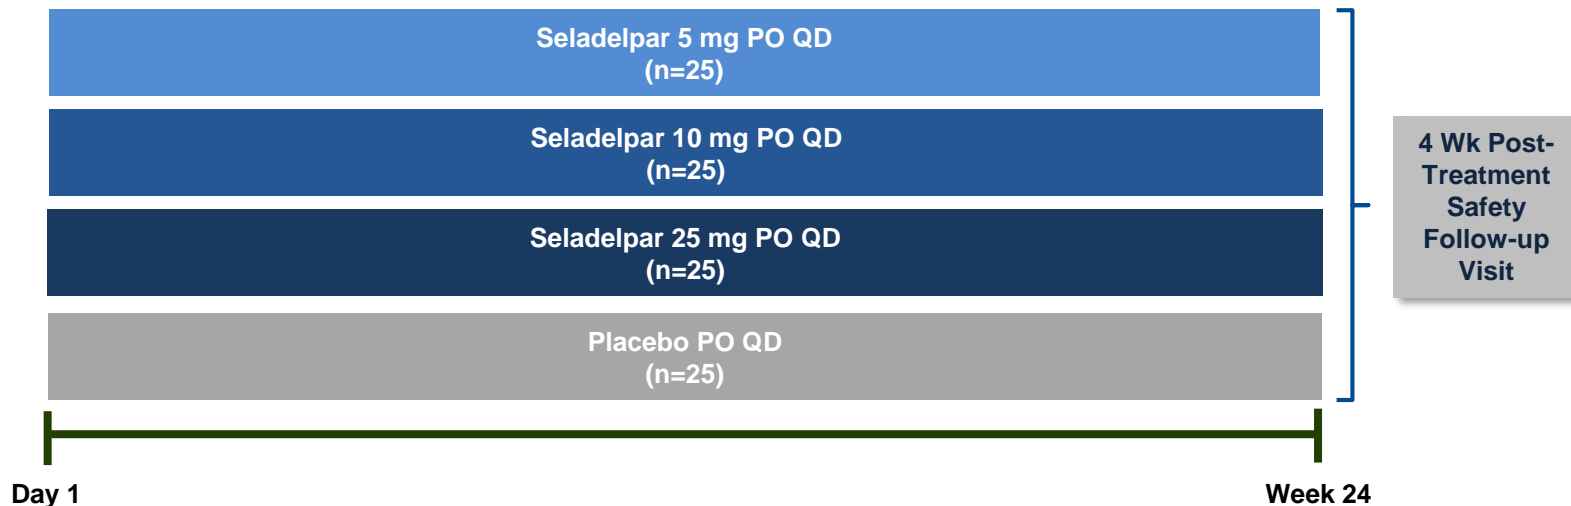 Seladelpar 5 mg PO QD
(n=25)
Seladelpar 10 mg PO QD
(n=25)
Seladelpar 25 mg PO QD
(n=25)
Placebo PO QD
(n=25)
4 Wk Post-
Treatment
Safety
Follow-up
Visit
Day 1
Week 24